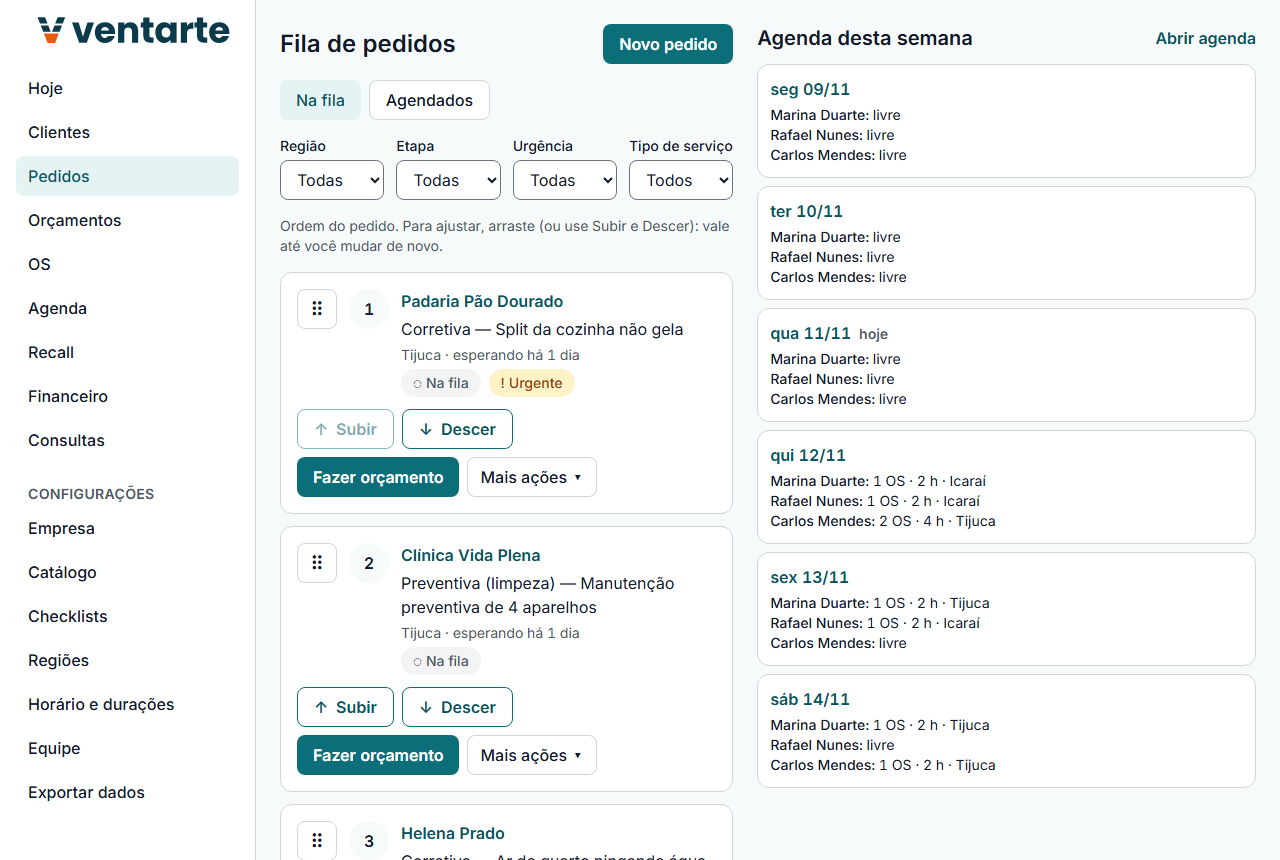 ventarte
Hoje
Clientes
Pedidos
Orçamentos
OS
Agenda
Recall
Financeiro
Consultas
CONFIGURAÇÕES
Empresa
Catálogo
Checklists
Regiões
Horário e durações
Equipe
Exportar dados
Fila de pedidos
Novo pedido
Na fila
Agendados
Região
Etapa
Urgência
Tipo de serviço
Todas
Todas
Todas
Todos
Ordem do pedido. Para ajustar, arraste (ou use Subir e Descer): vale
até você mudar de novo.
1
Padaria Pão Dourado
Corretiva — Split da cozinha não gela
Tijuca · esperando há 1 dia
◌ Na fila
! Urgente
↑ Subir
↓ Descer
Fazer orçamento
Mais ações ▾
2
Clínica Vida Plena
Preventiva (limpeza) — Manutenção
preventiva de 4 aparelhos
Tijuca · esperando há 1 dia
◌ Na fila
↑ Subir
↓ Descer
Fazer orçamento
Mais ações ▾
3
Helena Prado
Corretiva — Ar do quarto pingando água
Agenda desta semana
Abrir agenda
seg 09/11
Marina Duarte: livre
Rafael Nunes: livre
Carlos Mendes: livre
ter 10/11
Marina Duarte: livre
Rafael Nunes: livre
Carlos Mendes: livre
qua 11/11 hoje
Marina Duarte: livre
Rafael Nunes: livre
Carlos Mendes: livre
qui 12/11
Marina Duarte: 1 OS · 2 h · Icaraí
Rafael Nunes: 1 OS · 2 h · Icaraí
Carlos Mendes: 2 OS · 4 h · Tijuca
sex 13/11
Marina Duarte: 1 OS · 2 h · Tijuca
Rafael Nunes: 1 OS · 2 h · Icaraí
Carlos Mendes: livre
sáb 14/11
Marina Duarte: 1 OS · 2 h · Tijuca
Rafael Nunes: livre
Carlos Mendes: 1 OS · 2 h · Tijuca